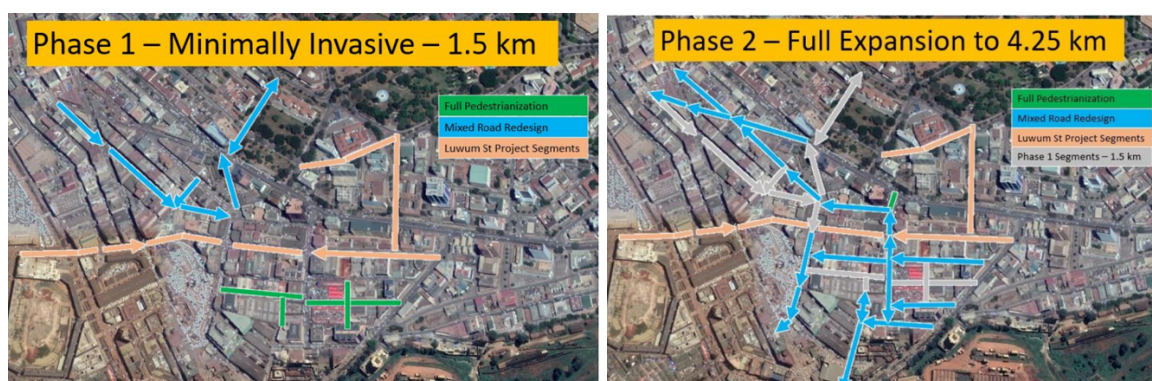 Phase 1 – Minimally Invasive – 1.5 km
Full Pedestrianization
Mixed Road Redesign
Luwum St Project Segments
Phase 2 – Full Expansion to 4.25 km
Full Pedestrianization
Mixed Road Redesign
Luwum St Project Segments
Phase 1 Segments – 1.5 km